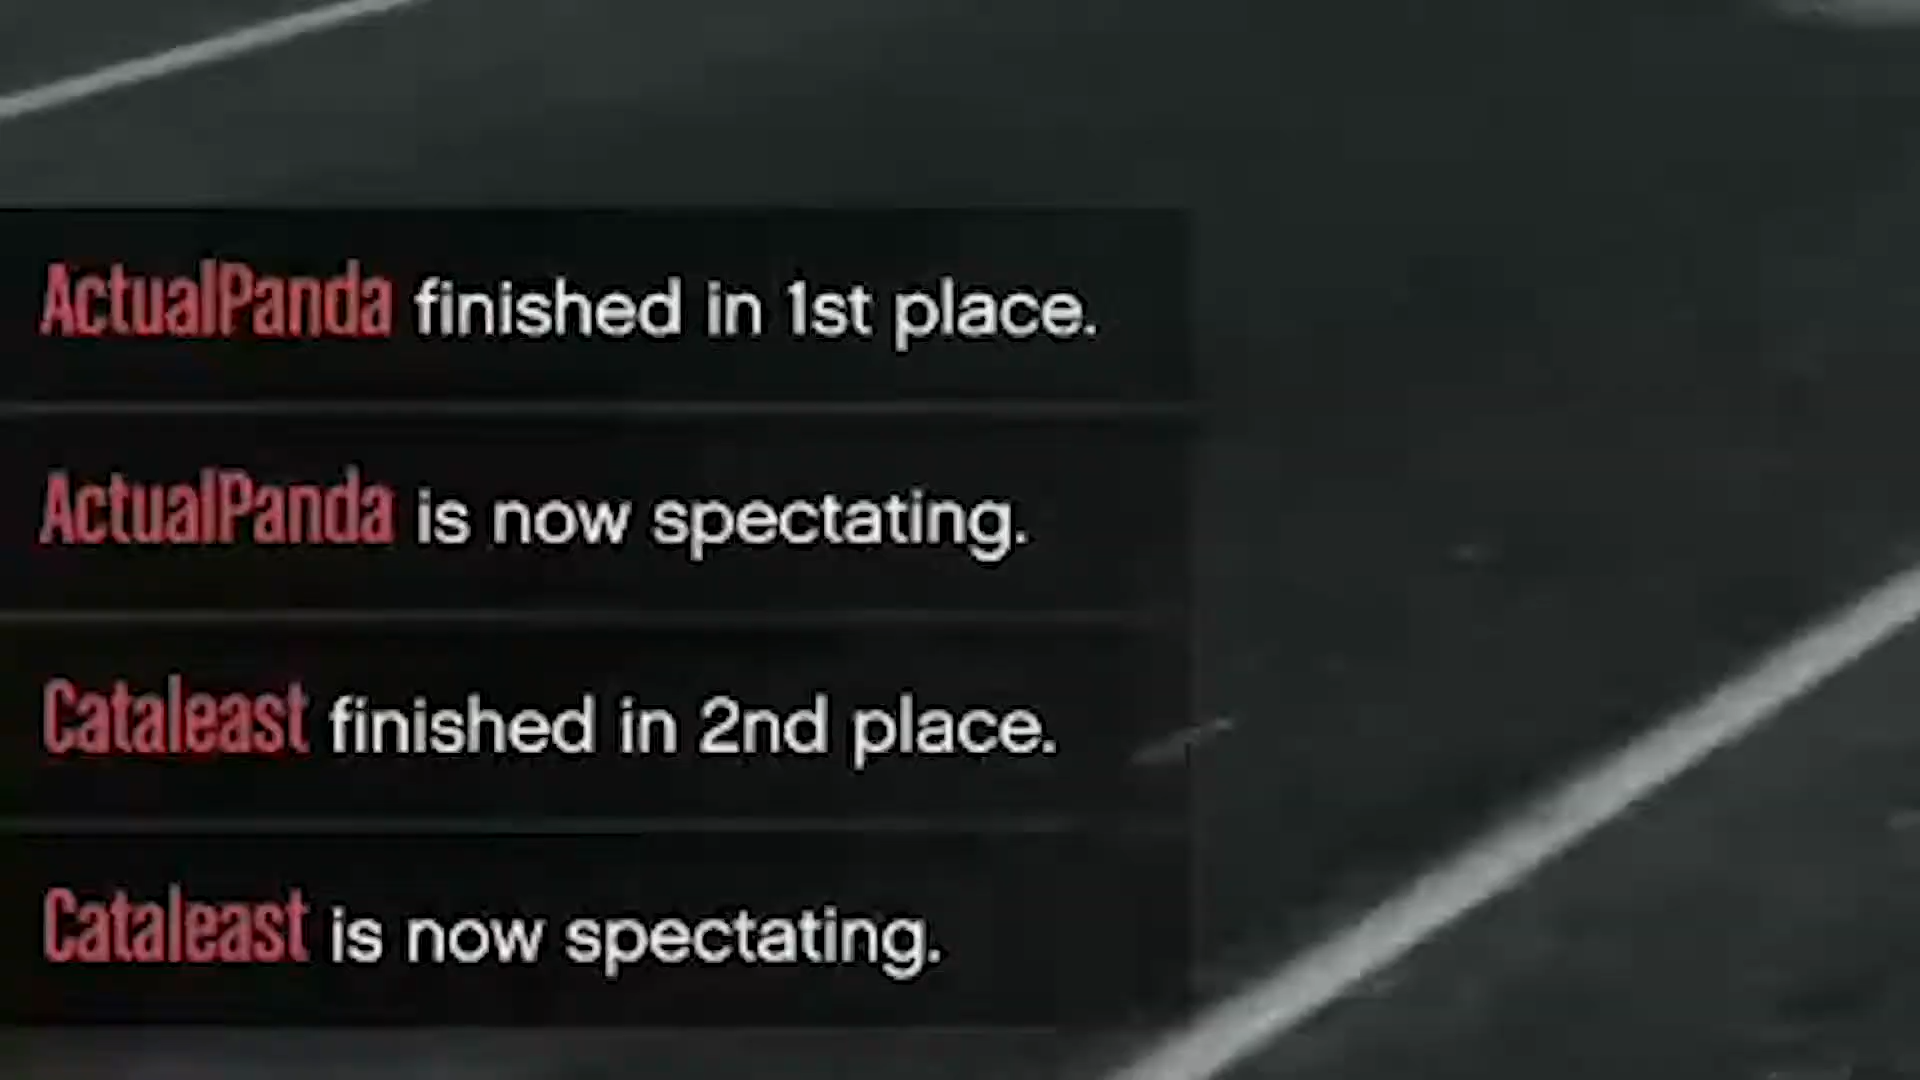 ActualPanda finished in 1st place.
ActualPanda is now spectating.
Cataleast finished in 2nd place.
Cataleast is now spectating.